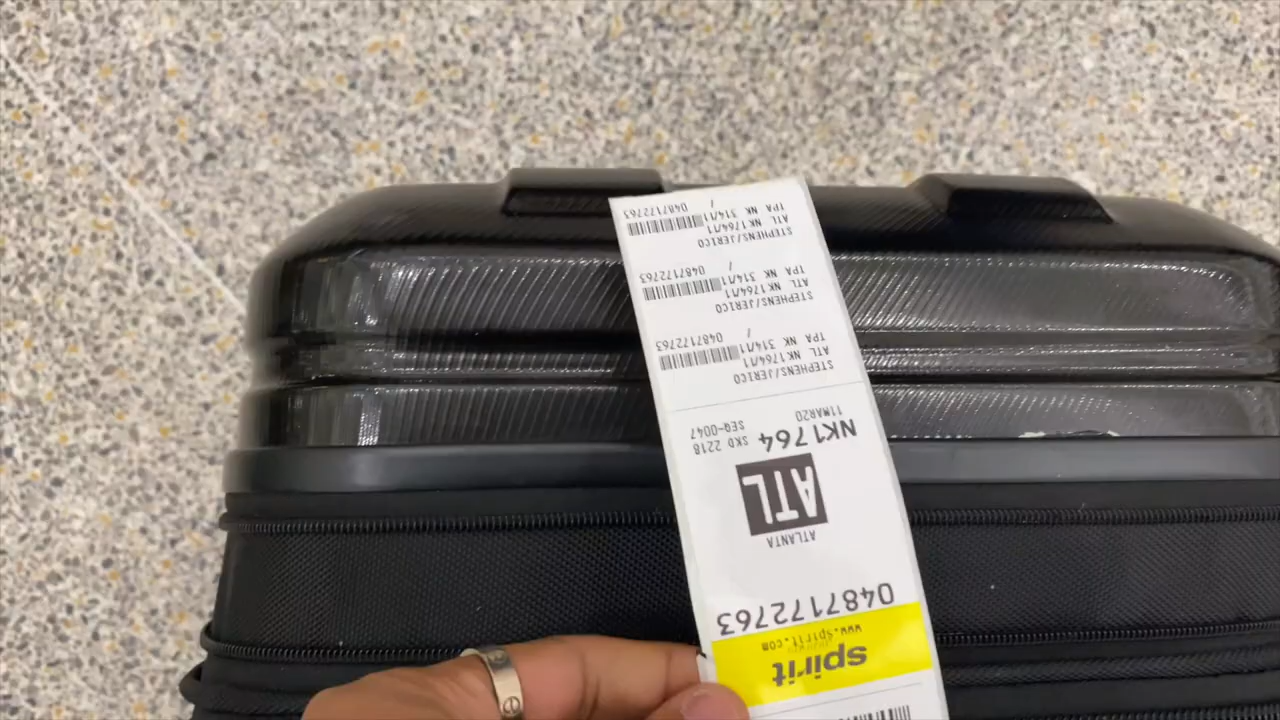 spirit
www.spirit.com
0487172763
ATLANTA
ATL
NK1764 SKD 2218
11MAR20 SEQ-0047
STEPHENS/JERICO
ATL NK1764/11
TPA NK 314/11
/ 0487172763
STEPHENS/JERICO
ATL NK1764/11
TPA NK 314/11
/ 0487172763
STEPHENS/JERICO
ATL NK1764/11
TPA NK 314/11
/ 0487172763